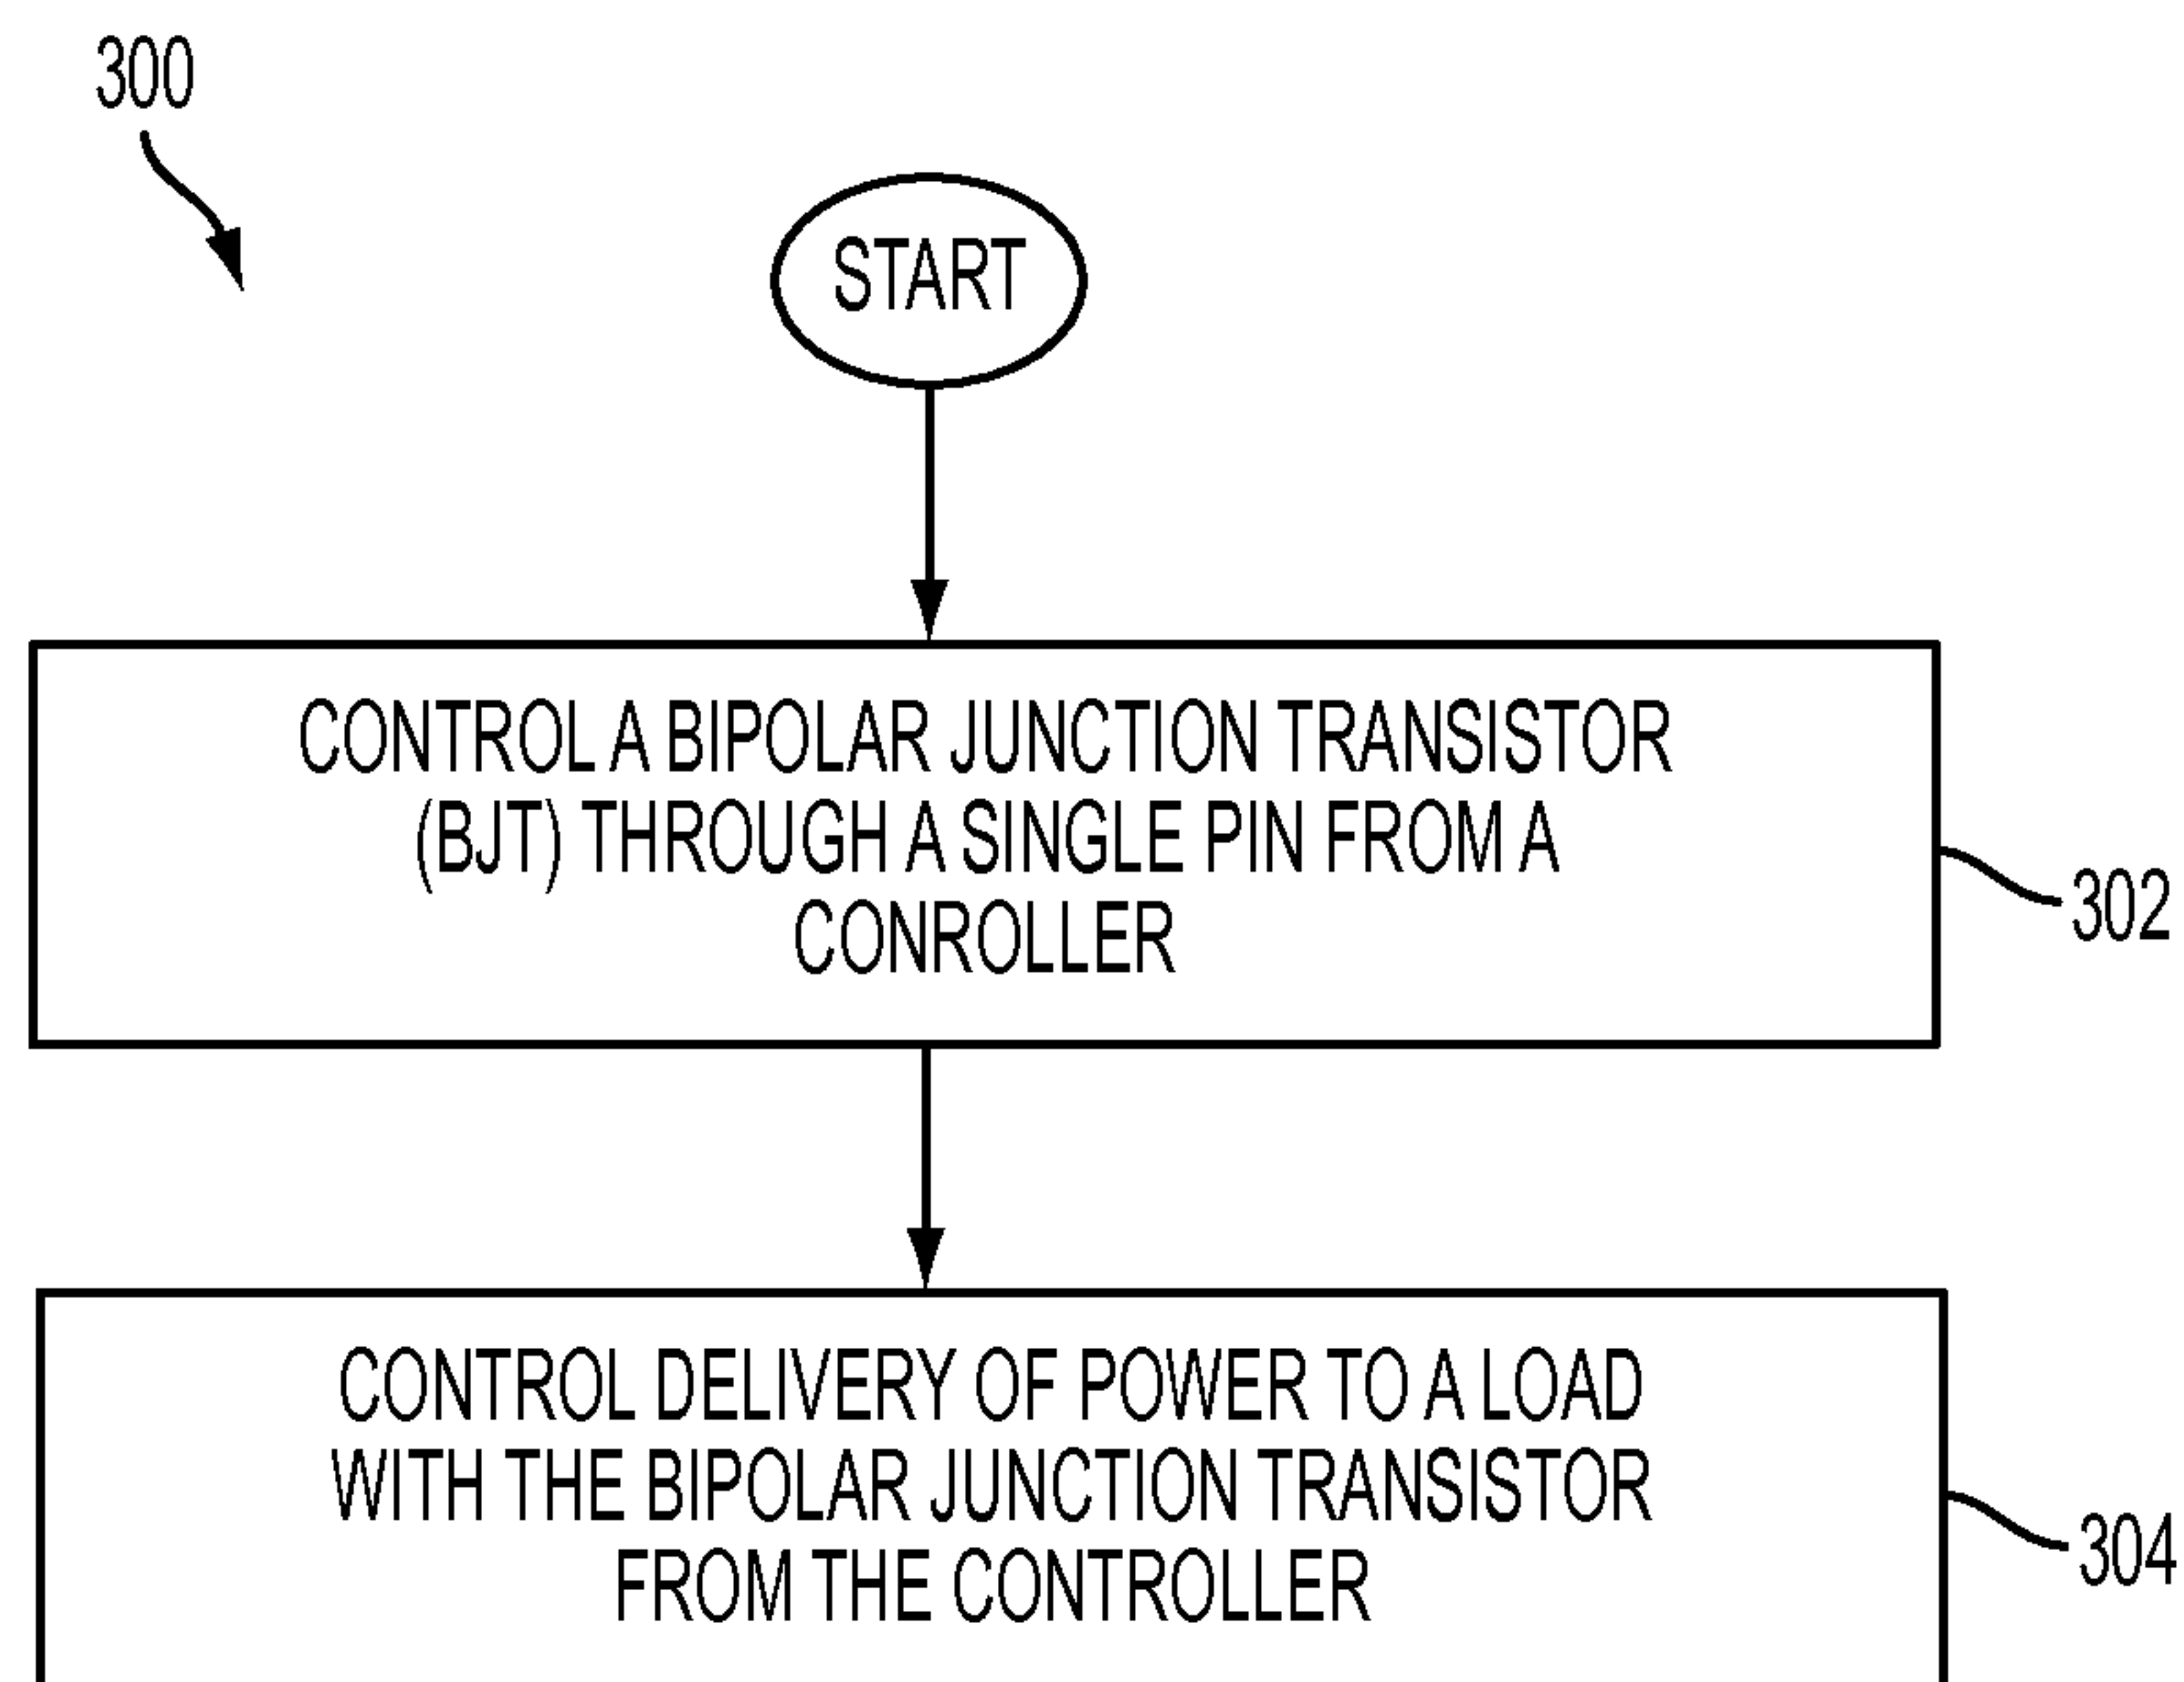 300
START
CONTROL A BIPOLAR JUNCTION TRANSISTOR
(BJT) THROUGH A SINGLE PIN FROM A
CONROLLER
302
CONTROL DELIVERY OF POWER TO A LOAD
WITH THE BIPOLAR JUNCTION TRANSISTOR
FROM THE CONTROLLER
304